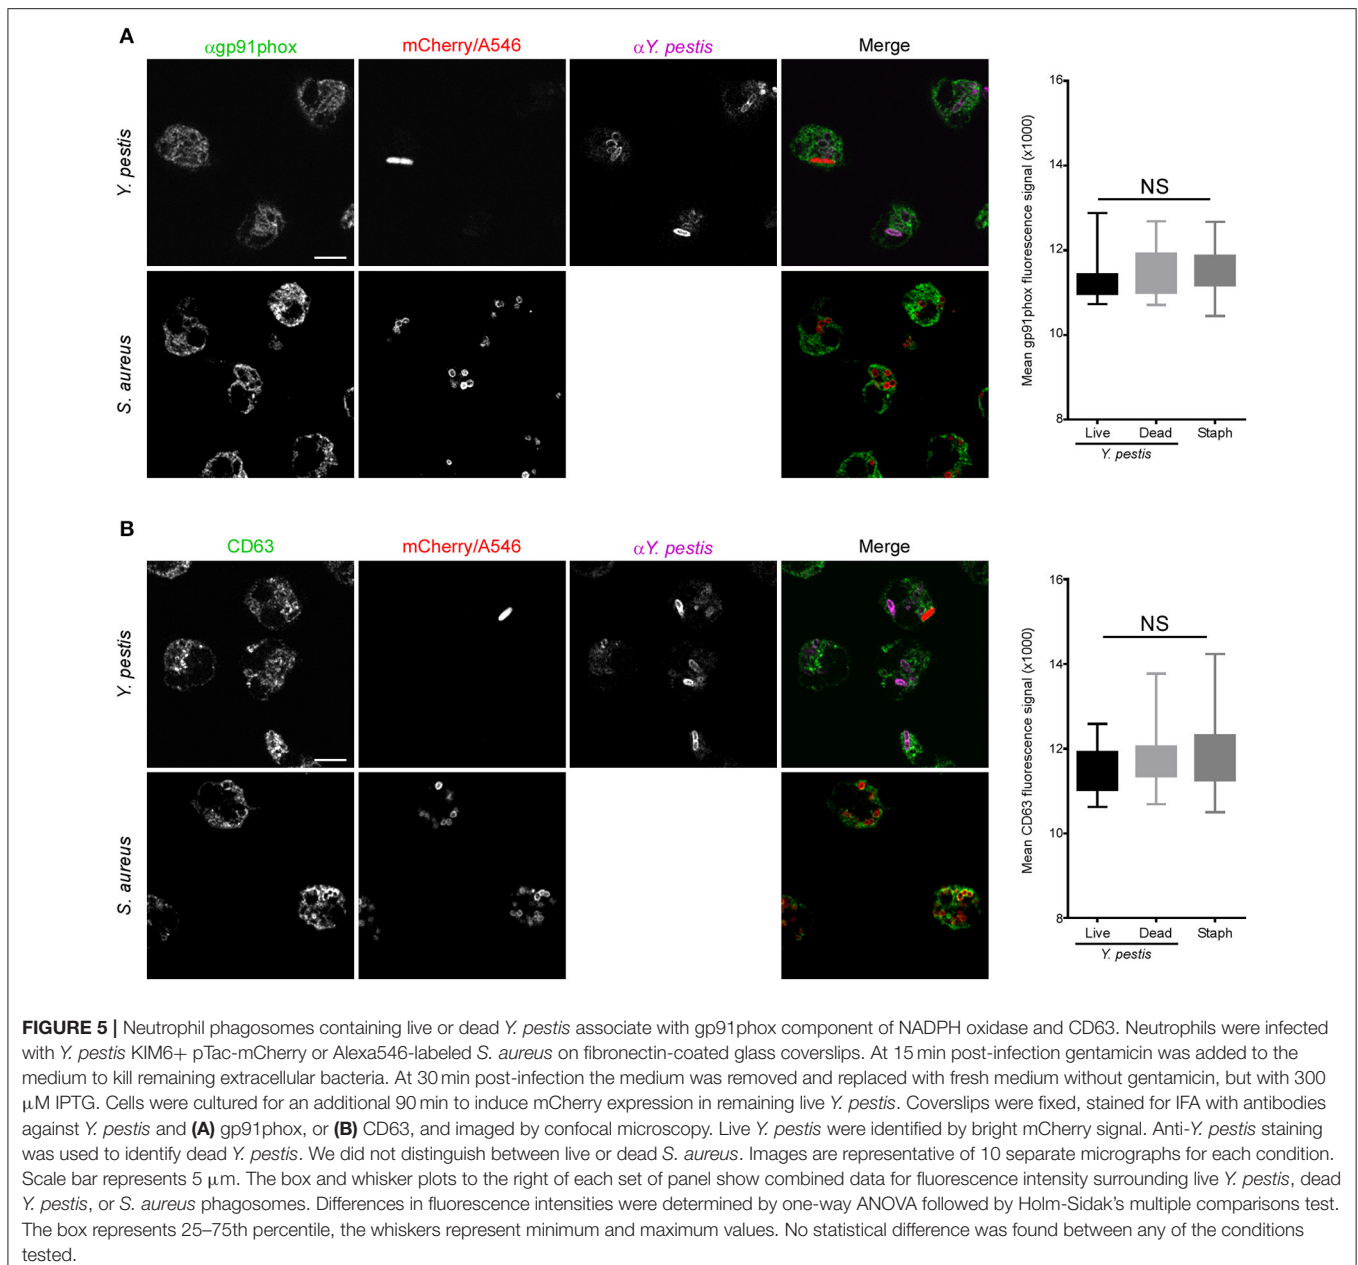 A
αgp91phox mCherry/A546 αY. pestis Merge
Y. pestis
S. aureus
Mean gp91phox fluorescence signal (x1000)
16
14
12
10
8
NS
Live Dead Staph
Y. pestis
B
CD63 mCherry/A546 αY. pestis Merge
Y. pestis
S. aureus
Mean CD63 fluorescence signal (x1000)
16
14
12
10
8
NS
Live Dead Staph
Y. pestis
FIGURE 5 | Neutrophil phagosomes containing live or dead Y. pestis associate with gp91phox component of NADPH oxidase and CD63. Neutrophils were infected
with Y. pestis KIM6+ pTac-mCherry or Alexa546-labeled S. aureus on fibronectin-coated glass coverslips. At 15 min post-infection gentamicin was added to the
medium to kill remaining extracellular bacteria. At 30 min post-infection the medium was removed and replaced with fresh medium without gentamicin, but with 300
μM IPTG. Cells were cultured for an additional 90 min to induce mCherry expression in remaining live Y. pestis. Coverslips were fixed, stained for IFA with antibodies
against Y. pestis and (A) gp91phox, or (B) CD63, and imaged by confocal microscopy. Live Y. pestis were identified by bright mCherry signal. Anti-Y. pestis staining
was used to identify dead Y. pestis. We did not distinguish between live or dead S. aureus. Images are representative of 10 separate micrographs for each condition.
Scale bar represents 5 μm. The box and whisker plots to the right of each set of panel show combined data for fluorescence intensity surrounding live Y. pestis, dead
Y. pestis, or S. aureus phagosomes. Differences in fluorescence intensities were determined by one-way ANOVA followed by Holm-Sidak's multiple comparisons test.
The box represents 25–75th percentile, the whiskers represent minimum and maximum values. No statistical difference was found between any of the conditions
tested.